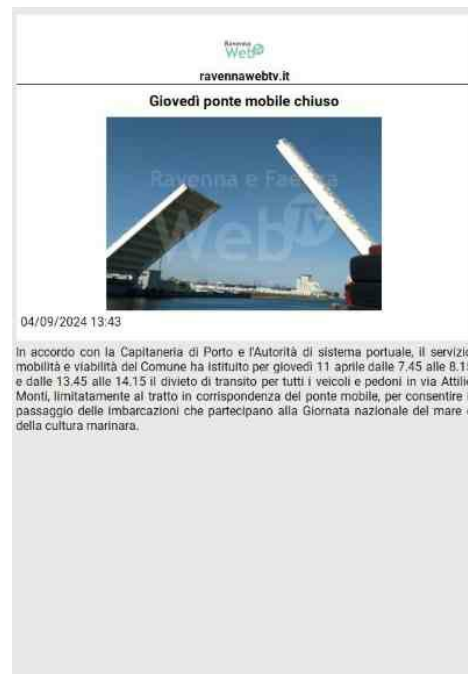 Ravenna
Web
ravennawebtv.it
Giovedì ponte mobile chiuso
Ravenna e Faenza
WebTV
04/09/2024 13:43
In accordo con la Capitaneria di Porto e l'Autorità di sistema portuale, il servizio
mobilità e viabilità del Comune ha istituito per giovedì 11 aprile dalle 7.45 alle 8.15
e dalle 13.45 alle 14.15 il divieto di transito per tutti i veicoli e pedoni in via Attilio
Monti, limitatamente al tratto in corrispondenza del ponte mobile, per consentire i
passaggio delle imbarcazioni che partecipano alla Giornata nazionale del mare e
della cultura marinara.